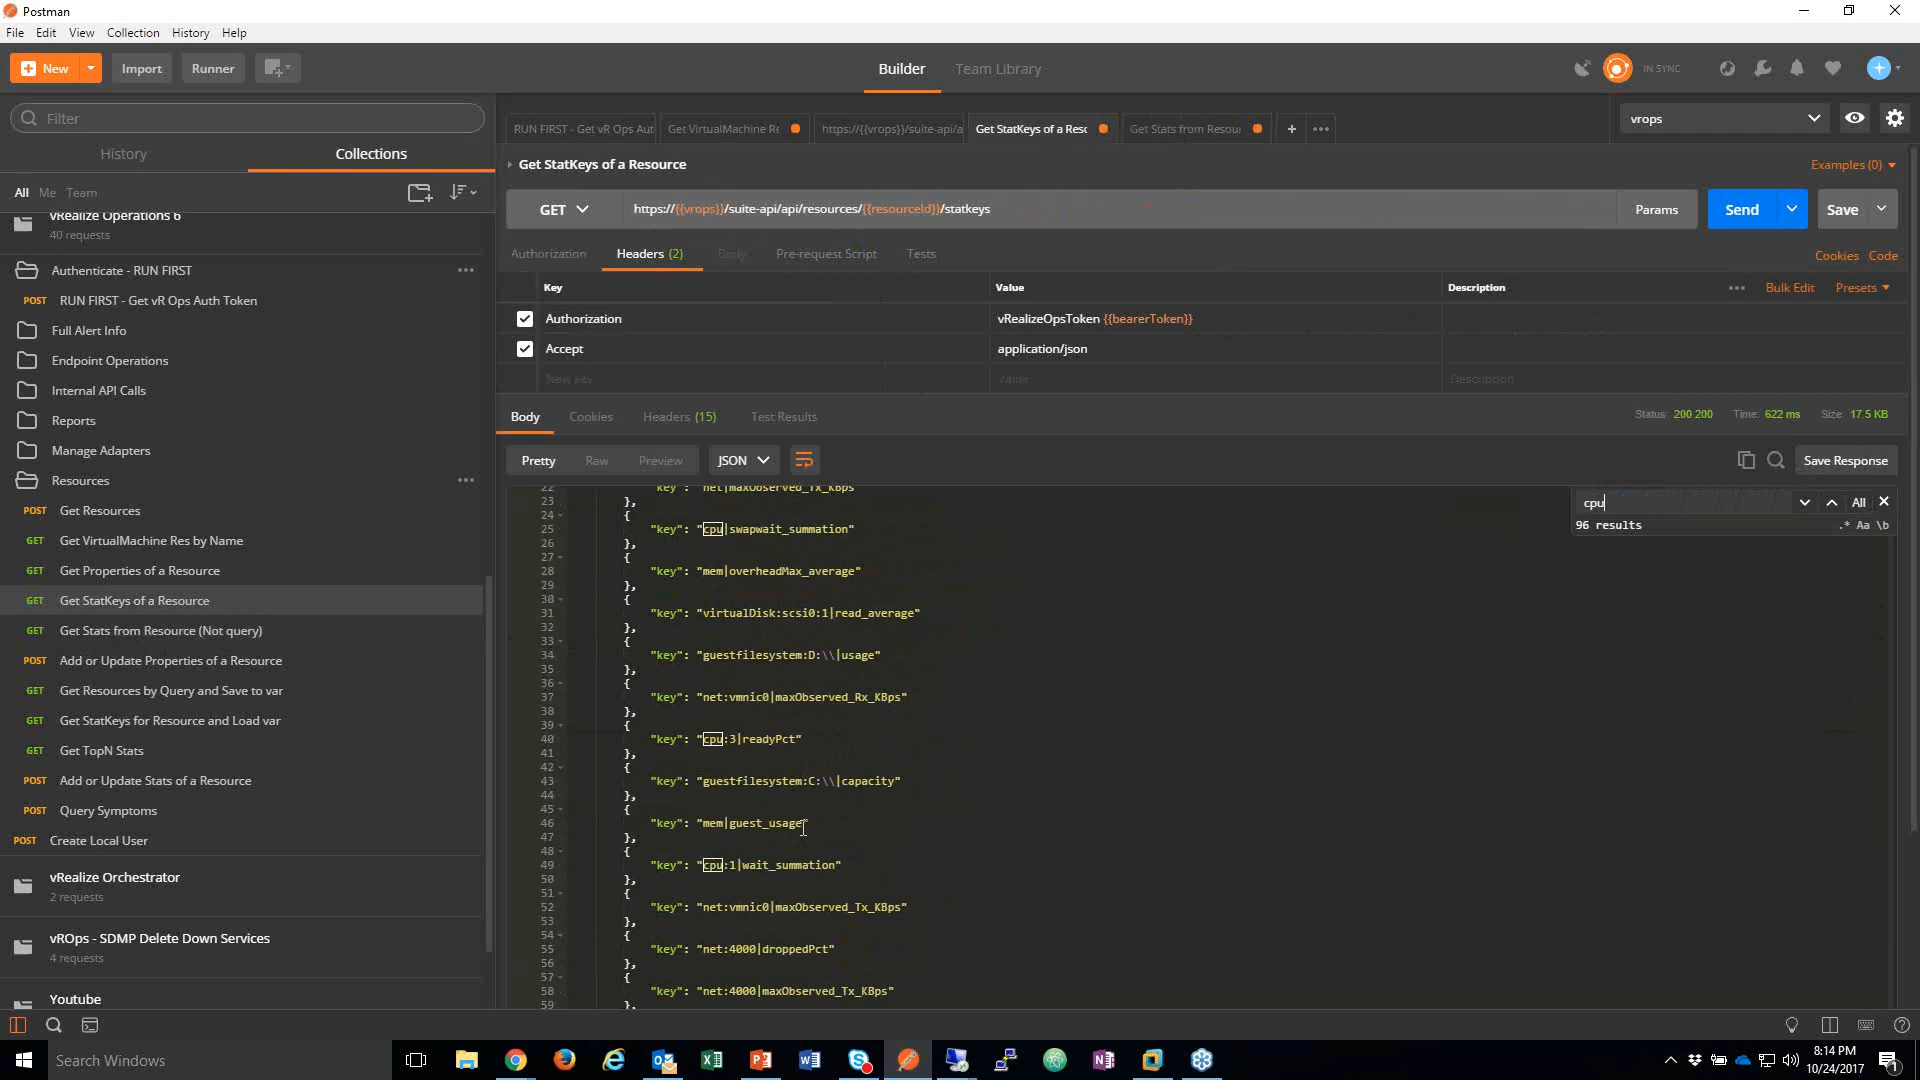 Postman
File Edit View Collection History Help
New Import Runner
Builder Team Library
IN SYNC
Filter
History Collections
All Me Team
vRealize Operations 6
40 requests
Authenticate - RUN FIRST
POST RUN FIRST - Get vR Ops Auth Token
Full Alert Info
Endpoint Operations
Internal API Calls
Reports
Manage Adapters
Resources
GET Get Resources
GET Get VirtualMachine Res by Name
GET Get Properties of a Resource
GET Get StatKeys of a Resource
GET Get Stats from Resource (Not query)
POST Add or Update Properties of a Resource
POST Get Resources by Query and Save to var
GET Get StatKeys for Resource and Load var
GET Get TopN Stats
POST Add or Update Stats of a Resource
POST Query Symptoms
POST Create Local User
vRealize Orchestrator
2 requests
vROps - SDMP Delete Down Services
4 requests
Youtube
RUN FIRST - Get vR Ops Aut Get VirtualMachine Re https://{{vrops}}/suite-api/a Get StatKeys of a Reso Get Stats from Resou
vrops
Get StatKeys of a Resource
Examples (0)
GET https://{{vrops}}/suite-api/api/resources/{{resourceId}}/statkeys Params Send Save
Authorization Headers (2) Body Pre-request Script Tests
Cookies Code
Key Value Description Bulk Edit Presets
Authorization vRealizeOpsToken {{bearerToken}}
Accept application/json
New key Value Description
Body Cookies Headers (15) Test Results
Status: 200 200 Time: 622 ms Size: 17.5 KB
Pretty Raw Preview JSON Save Response
cpu All
96 results .* Aa \b
22 "key": "net|maxObserved_Tx_KBps"
23 },
24 {
25 "key": "cpu|swapwait_summation"
26 },
27 {
28 "key": "mem|overheadMax_average"
29 },
30 {
31 "key": "virtualDisk:scsi0:1|read_average"
32 },
33 {
34 "key": "guestfilesystem:D:\\|usage"
35 },
36 {
37 "key": "net:vmnic0|maxObserved_Rx_KBps"
38 },
39 {
40 "key": "cpu:3|readyPct"
41 },
42 {
43 "key": "guestfilesystem:C:\\|capacity"
44 },
45 {
46 "key": "mem|guest_usage"
47 },
48 {
49 "key": "cpu:1|wait_summation"
50 },
51 {
52 "key": "net:vmnic0|maxObserved_Tx_KBps"
53 },
54 {
55 "key": "net:4000|droppedPct"
56 },
57 {
58 "key": "net:4000|maxObserved_Tx_KBps"
59 },
Search Windows
8:14 PM
10/24/2017
1